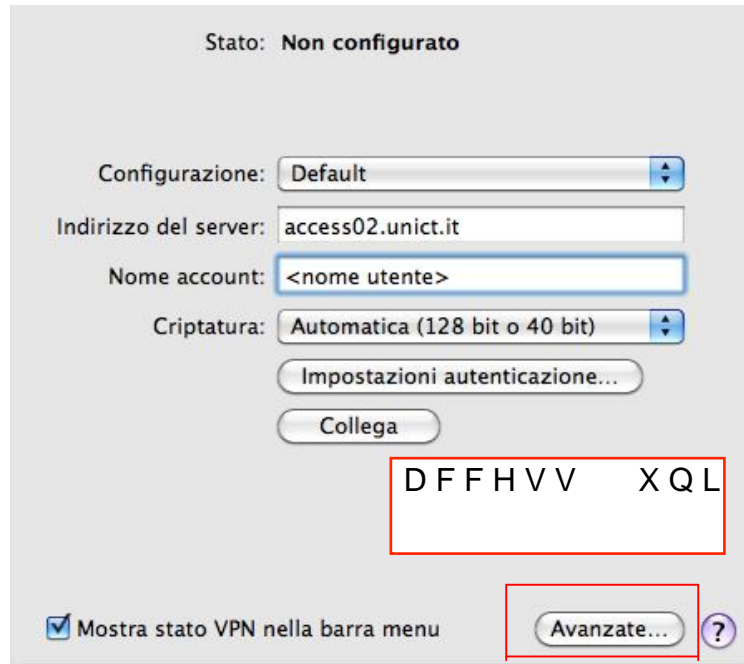 Stato: Non configurato
Configurazione: Default
Indirizzo del server: access02.unict.it
Nome account: <nome utente>
Criptatura: Automatica (128 bit o 40 bit)
Impostazioni autenticazione...
Collega
D F F H V V X Q L
Mostra stato VPN nella barra menu Avanzate... ?